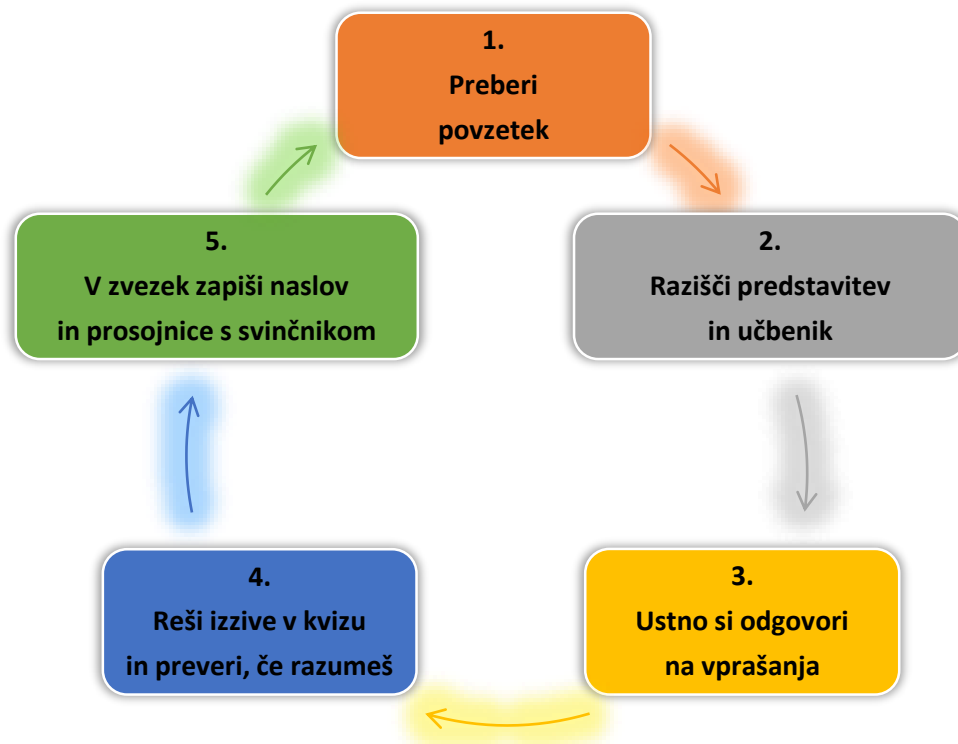 1.
Preberi
povzetek
2.
Razišči predstavitev
in učbenik
3.
Ustno si odgovori
na vprašanja
4.
Reši izzive v kvizu
in preveri, če razumeš
5.
V zvezek zapiši naslov
in prosojnice s svinčnikom